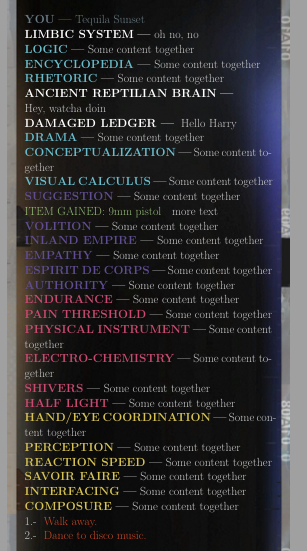 YOU — Tequila Sunset
LIMBIC SYSTEM — oh no, no
LOGIC — Some content together
ENCYCLOPEDIA — Some content together
RHETORIC — Some content together
ANCIENT REPTILIAN BRAIN —
Hey, watcha doin
DAMAGED LEDGER — Hello Harry
DRAMA — Some content together
CONCEPTUALIZATION — Some content to-
gether
VISUAL CALCULUS — Some content together
SUGGESTION — Some content together
ITEM GAINED: 9mm pistol more text
VOLITION — Some content together
INLAND EMPIRE — Some content together
EMPATHY — Some content together
ESPIRIT DE CORPS — Some content together
AUTHORITY — Some content together
ENDURANCE — Some content together
PAIN THRESHOLD — Some content together
PHYSICAL INSTRUMENT — Some content
together
ELECTRO-CHEMISTRY — Some content to-
gether
SHIVERS — Some content together
HALF LIGHT — Some content together
HAND/EYE COORDINATION — Some con-
tent together
PERCEPTION — Some content together
REACTION SPEED — Some content together
SAVOIR FAIRE — Some content together
INTERFACING — Some content together
COMPOSURE — Some content together
1.- Walk away.
2.- Dance to disco music.